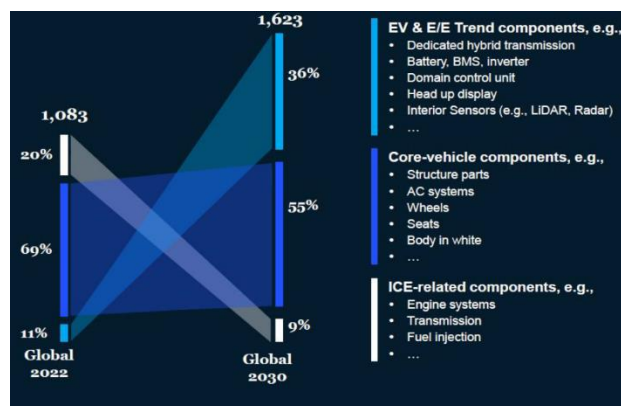 1,623
EV & E/E Trend components, e.g.,
• Dedicated hybrid transmission
• Battery, BMS, inverter
• Domain control unit
• Head up display
• Interior Sensors (e.g., LiDAR, Radar)
• ...
36%
1,083
20%
Core-vehicle components, e.g.,
• Structure parts
• AC systems
• Wheels
• Seats
• Body in white
• ...
55%
69%
ICE-related components, e.g.,
• Engine systems
• Transmission
• Fuel injection
• ...
9%
11%
Global
2022
Global
2030